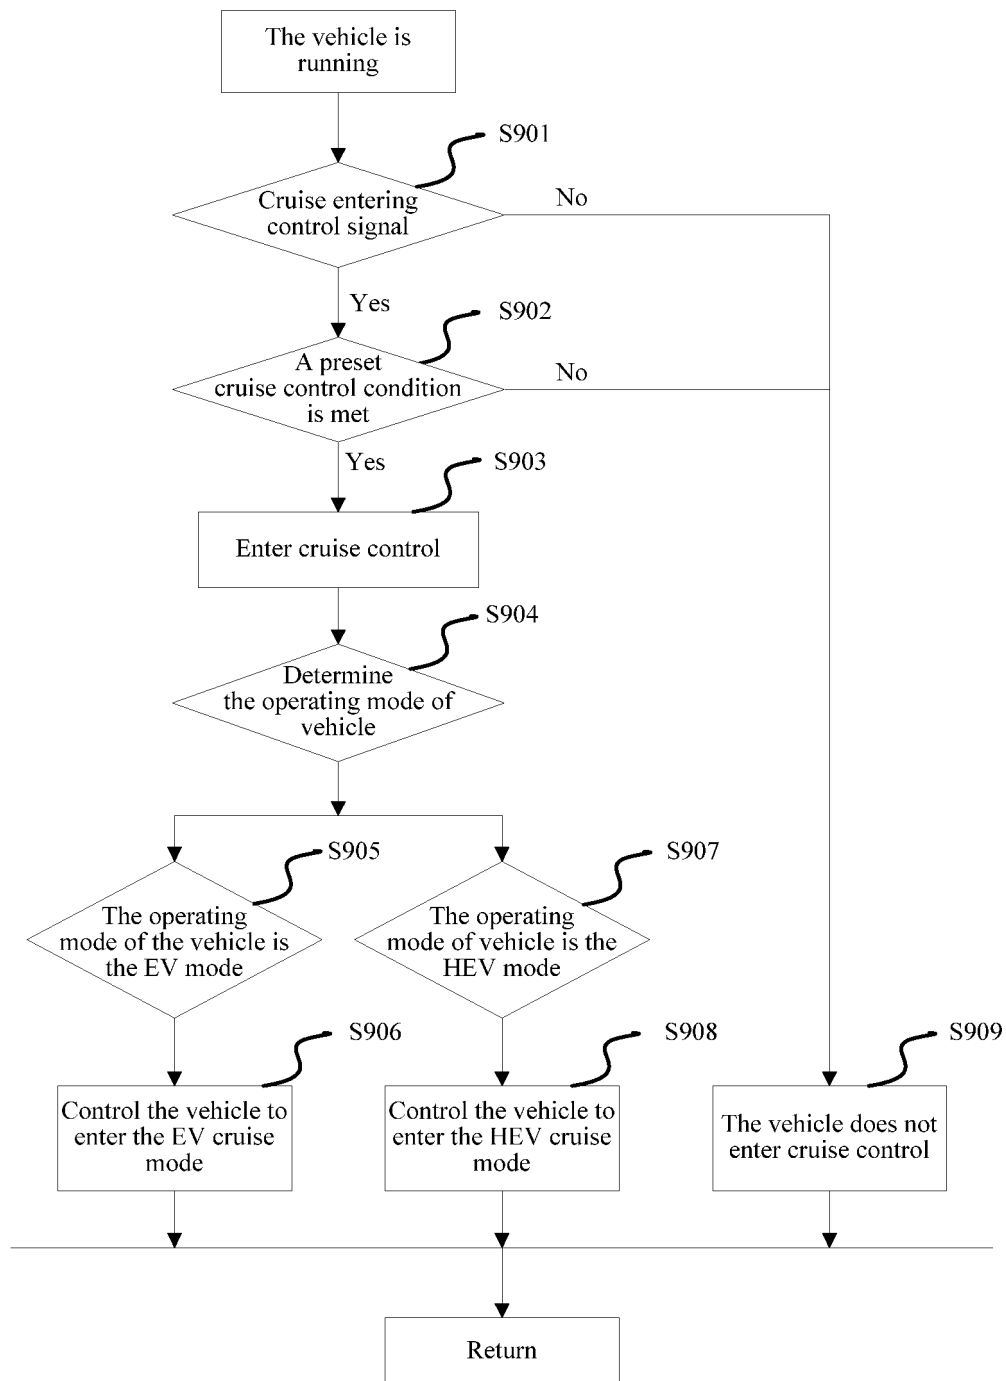 The vehicle is
running
S901
Cruise entering
control signal
No
Yes
S902
A preset
cruise control condition
is met
No
Yes
S903
Enter cruise control
S904
Determine
the operating mode of
vehicle
S905
The operating
mode of the vehicle is
the EV mode
S907
The operating
mode of vehicle is the
HEV mode
S906
Control the vehicle to
enter the EV cruise
mode
S908
Control the vehicle to
enter the HEV cruise
mode
S909
The vehicle does not
enter cruise control
Return